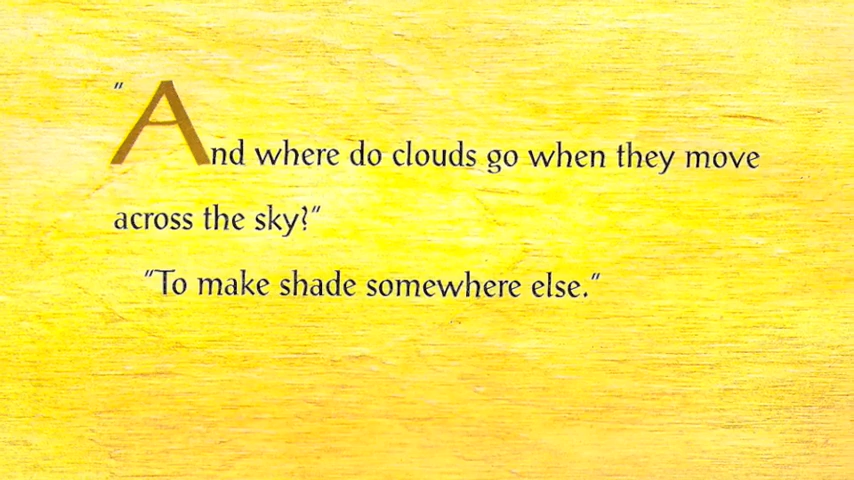 "And where do clouds go when they move
across the sky?"
"To make shade somewhere else."